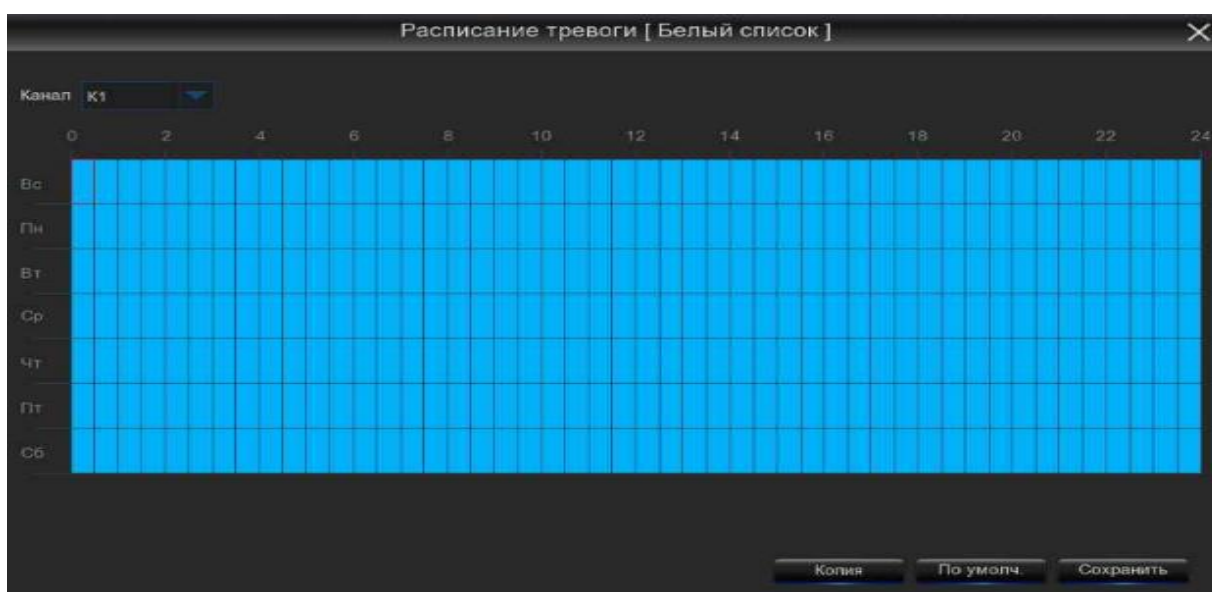 Расписание тревоги [ Белый список ]
Канал K1
0 2 4 6 8 10 12 14 16 18 20 22 24
Вс
Пн
Вт
Ср
Чт
Пт
Сб
Копия По умолч. Сохранить